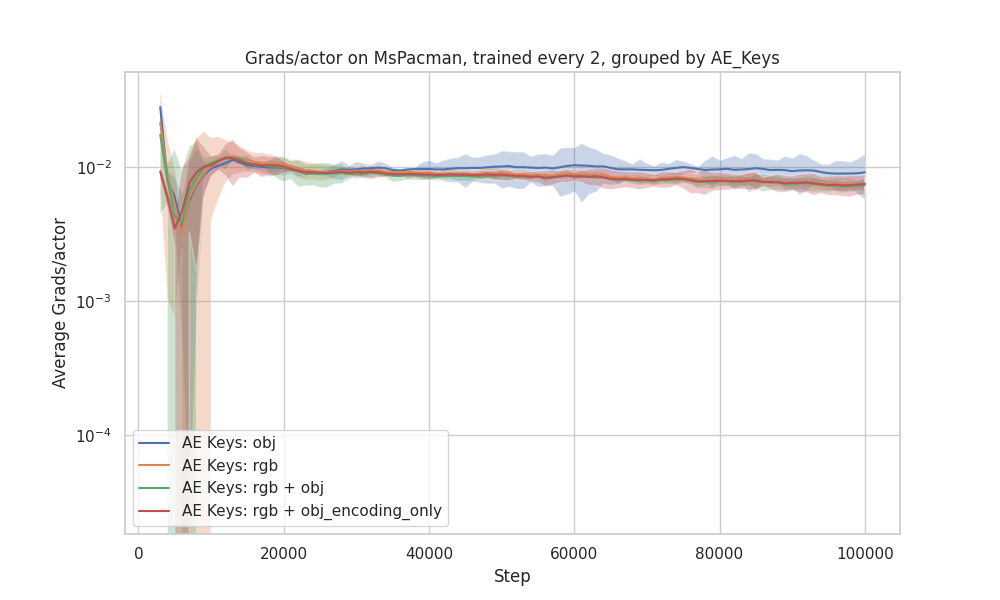 Grads/actor on MsPacman, trained every 2, grouped by AE_Keys
Average Grads/actor
10⁻²
10⁻³
10⁻⁴
AE Keys: obj
AE Keys: rgb
AE Keys: rgb + obj
AE Keys: rgb + obj_encoding_only
0 20000 40000 60000 80000 100000
Step